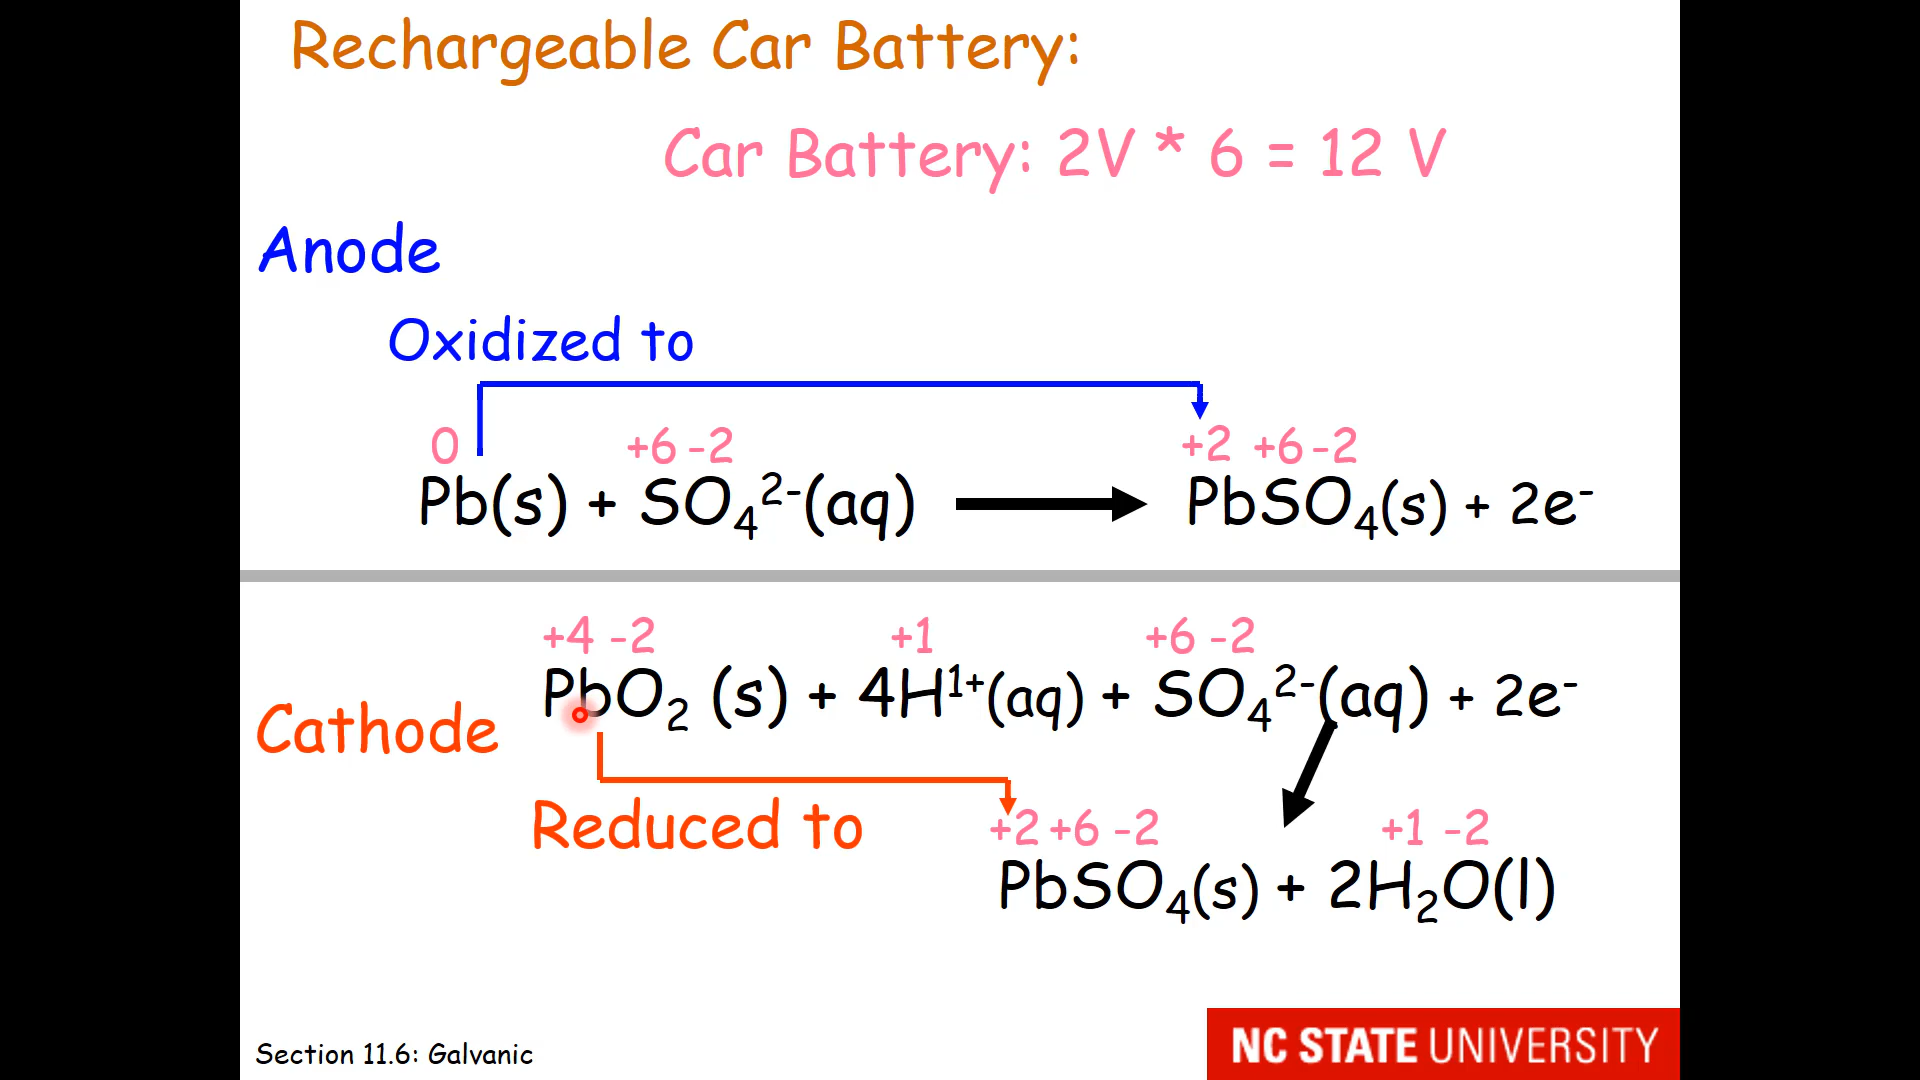 Rechargeable Car Battery:
Car Battery: 2V * 6 = 12 V
Anode
Oxidized to
0 +6 -2 +2 +6 -2
Pb(s) + SO₄²⁻(aq) → PbSO₄(s) + 2e⁻
+4 -2 +1 +6 -2
PbO₂ (s) + 4H¹⁺(aq) + SO₄²⁻(aq) + 2e⁻
Cathode
Reduced to
+2 +6 -2 +1 -2
PbSO₄(s) + 2H₂O(l)
Section 11.6: Galvanic
NC STATE UNIVERSITY